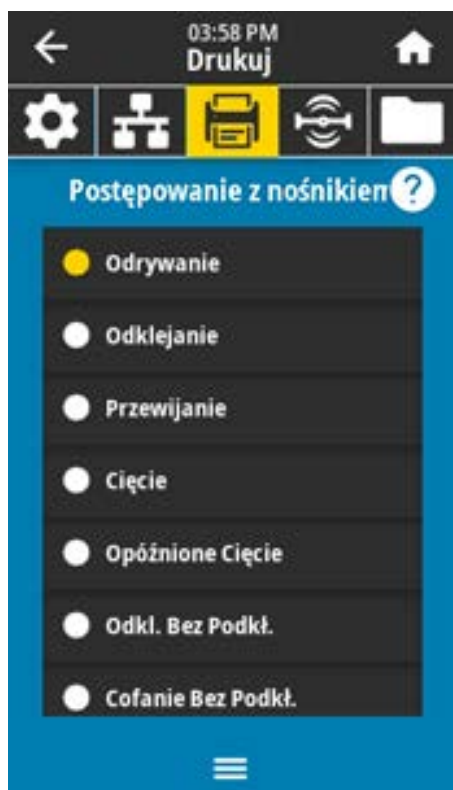 03:58 PM
Drukuj
Postępowanie z nośnikiem
?
Odrywanie
Odklejanie
Przewijanie
Cięcie
Opóźnione Cięcie
Odkl. Bez Podkł.
Cofanie Bez Podkł.